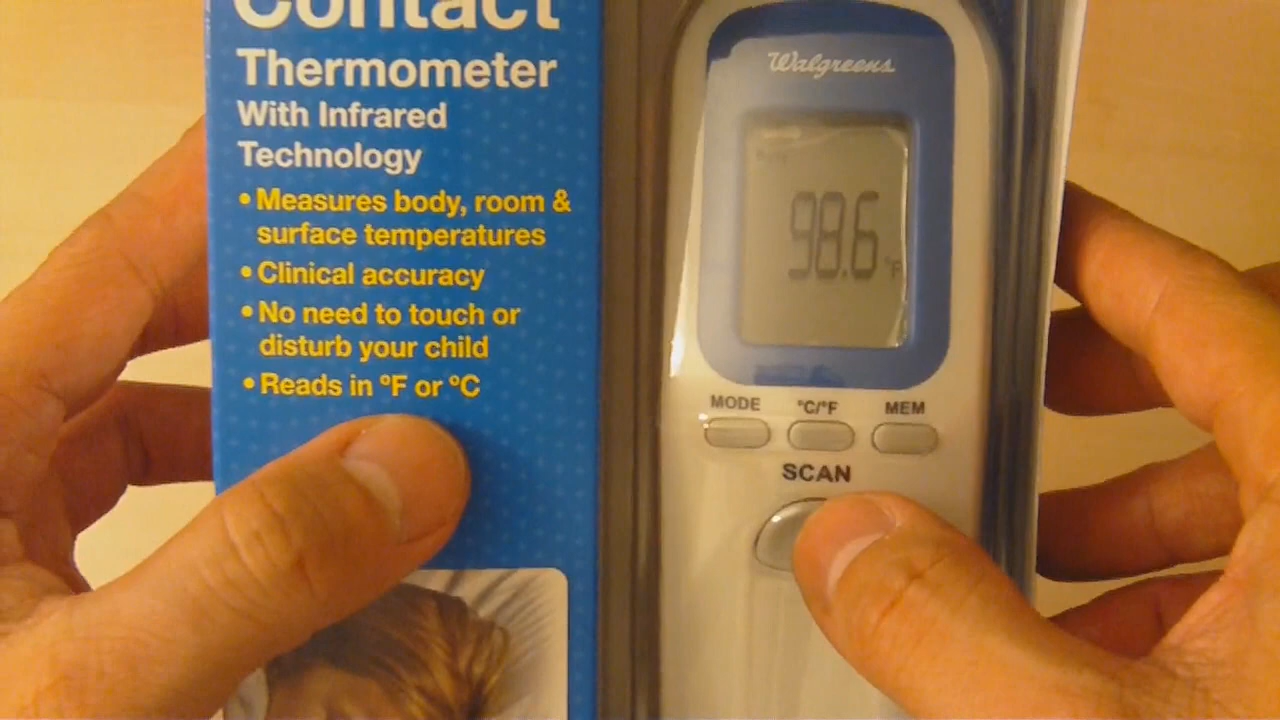 Contact
Thermometer
With Infrared
Technology
• Measures body, room &
surface temperatures
• Clinical accuracy
• No need to touch or
disturb your child
• Reads in ºF or ºC
Walgreens
98.6 °F
MODE °C/°F MEM
SCAN